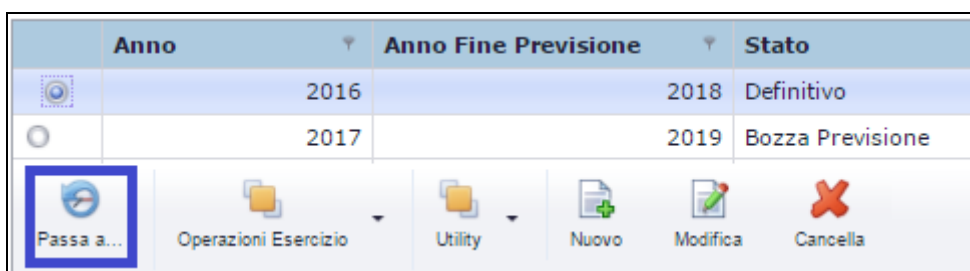 Anno Anno Fine Previsione Stato
2016 2018 Definitivo
2017 2019 Bozza Previsione
Passa a... Operazioni Esercizio Utility Nuovo Modifica Cancella